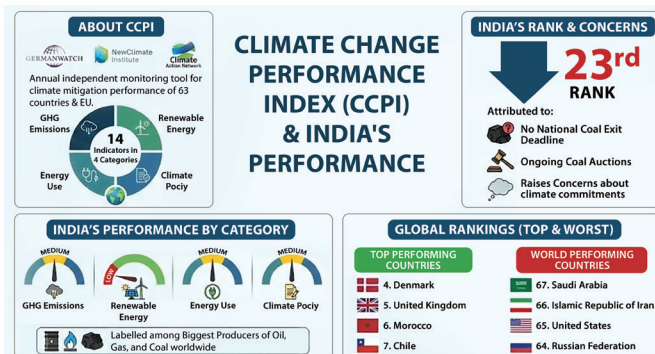 ABOUT CCPI
GERMANWATCH
NewClimate
Institute
Climate
Action Network
Annual independent monitoring tool for
climate mitigation performance of 63
countries & EU.
GHG
Emissions
Renewable
Energy
14
Indicators in
4 Categories
Energy
Use
Climate
Pociy
CLIMATE CHANGE
PERFORMANCE
INDEX (CCPI)
& INDIA'S
PERFORMANCE
INDIA'S RANK & CONCERNS
23rd
RANK
Attributed to:
No National Coal Exit
Deadline
Ongoing Coal Auctions
Raises Concerns about
climate commitments
INDIA'S PERFORMANCE BY CATEGORY
MEDIUM
GHG Emissions
LOW
Renewable
Energy
MEDIUM
Energy Use
MEDIUM
Climate Pociy
Labelled among Biggest Producers of Oil,
Gas, and Coal worldwide
GLOBAL RANKINGS (TOP & WORST)
TOP PERFORMING
COUNTRIES
4. Denmark
5. United Kingdom
6. Morocco
7. Chile
WORLD PERFORMING
COUNTRIES
67. Saudi Arabia
66. Islamic Republic of Iran
65. United States
64. Russian Federation